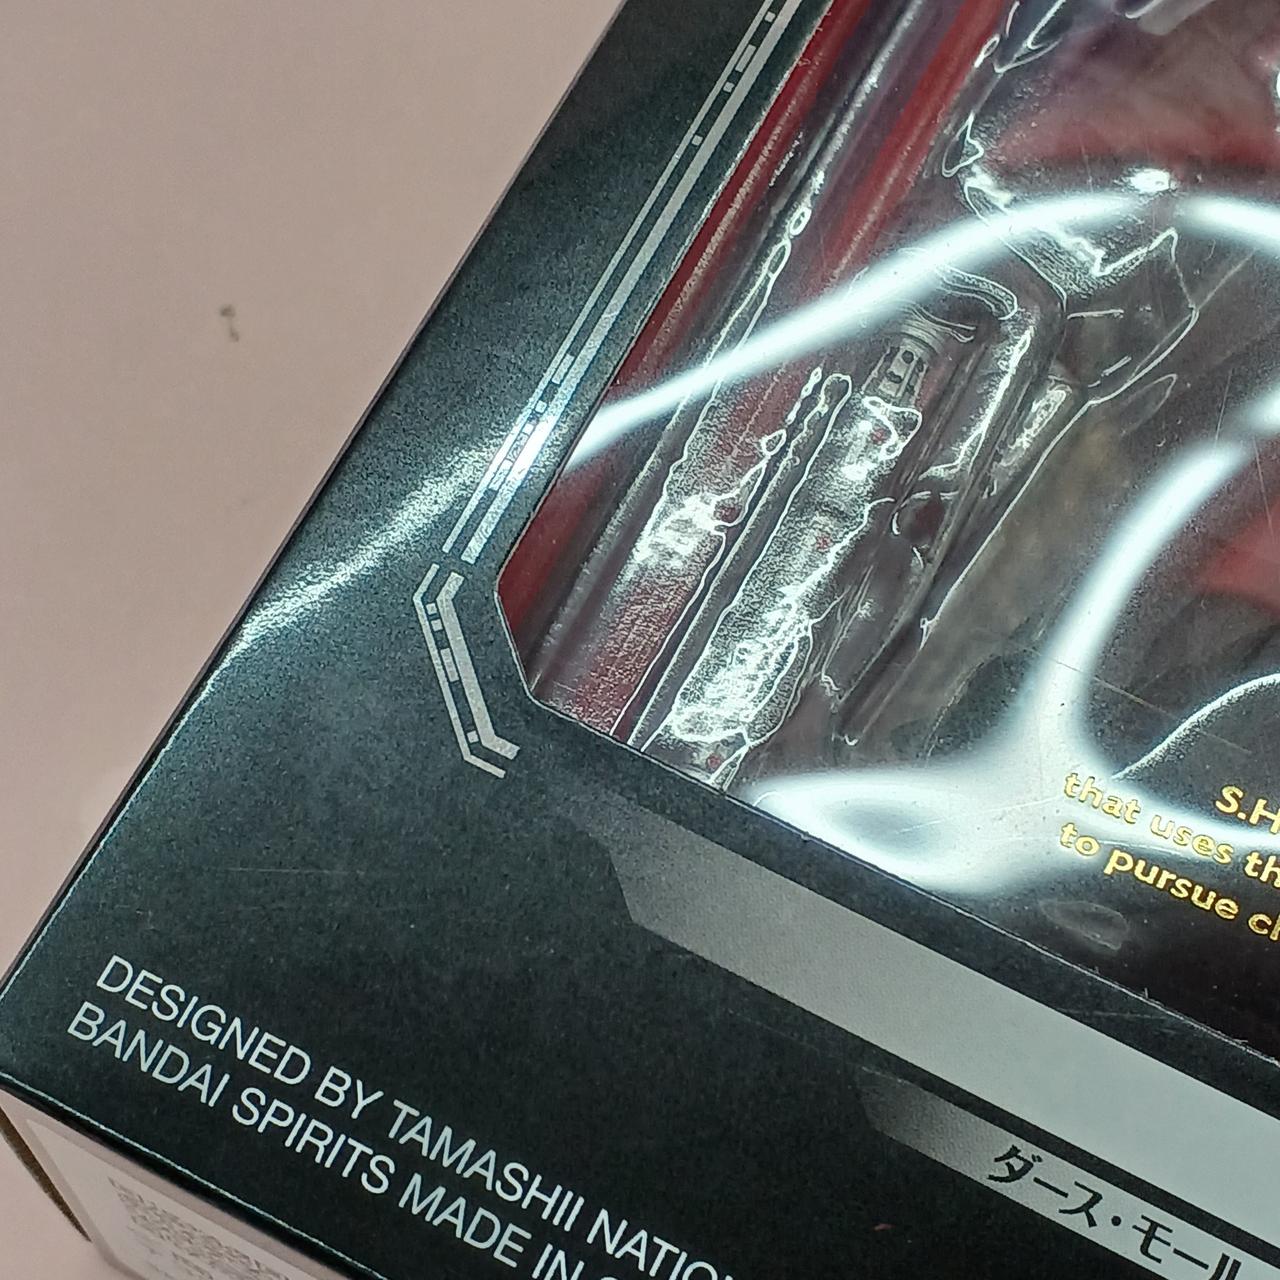 S.H
that uses th
to pursue cl
DESIGNED BY TAMASHII NATIO
BANDAI SPIRITS MADE IN
ダース・モール